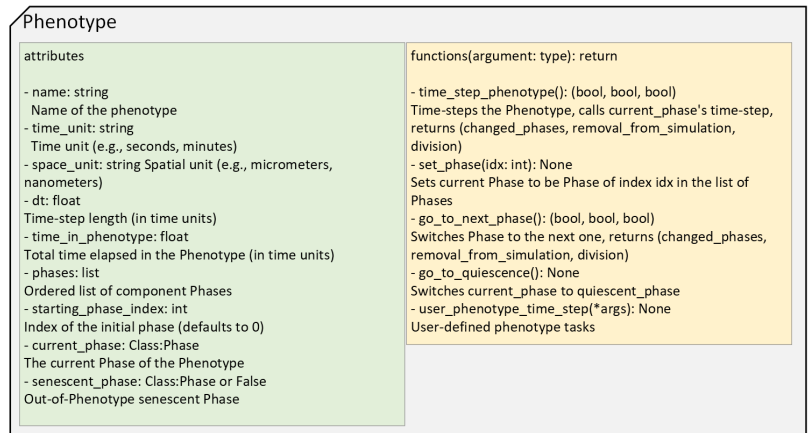 Phenotype
attributes
- name: string
Name of the phenotype
- time_unit: string
Time unit (e.g., seconds, minutes)
- space_unit: string Spatial unit (e.g., micrometers,
nanometers)
- dt: float
Time-step length (in time units)
- time_in_phenotype: float
Total time elapsed in the Phenotype (in time units)
- phases: list
Ordered list of component Phases
- starting_phase_index: int
Index of the initial phase (defaults to 0)
- current_phase: Class:Phase
The current Phase of the Phenotype
- senescent_phase: Class:Phase or False
Out-of-Phenotype senescent Phase
functions(argument: type): return
- time_step_phenotype(): (bool, bool, bool)
Time-steps the Phenotype, calls current_phase's time-step,
returns (changed_phases, removal_from_simulation,
division)
- set_phase(idx: int): None
Sets current Phase to be Phase of index idx in the list of
Phases
- go_to_next_phase(): (bool, bool, bool)
Switches Phase to the next one, returns (changed_phases,
removal_from_simulation, division)
- go_to_quiescence(): None
Switches current_phase to quiescent_phase
- user_phenotype_time_step(*args): None
User-defined phenotype tasks